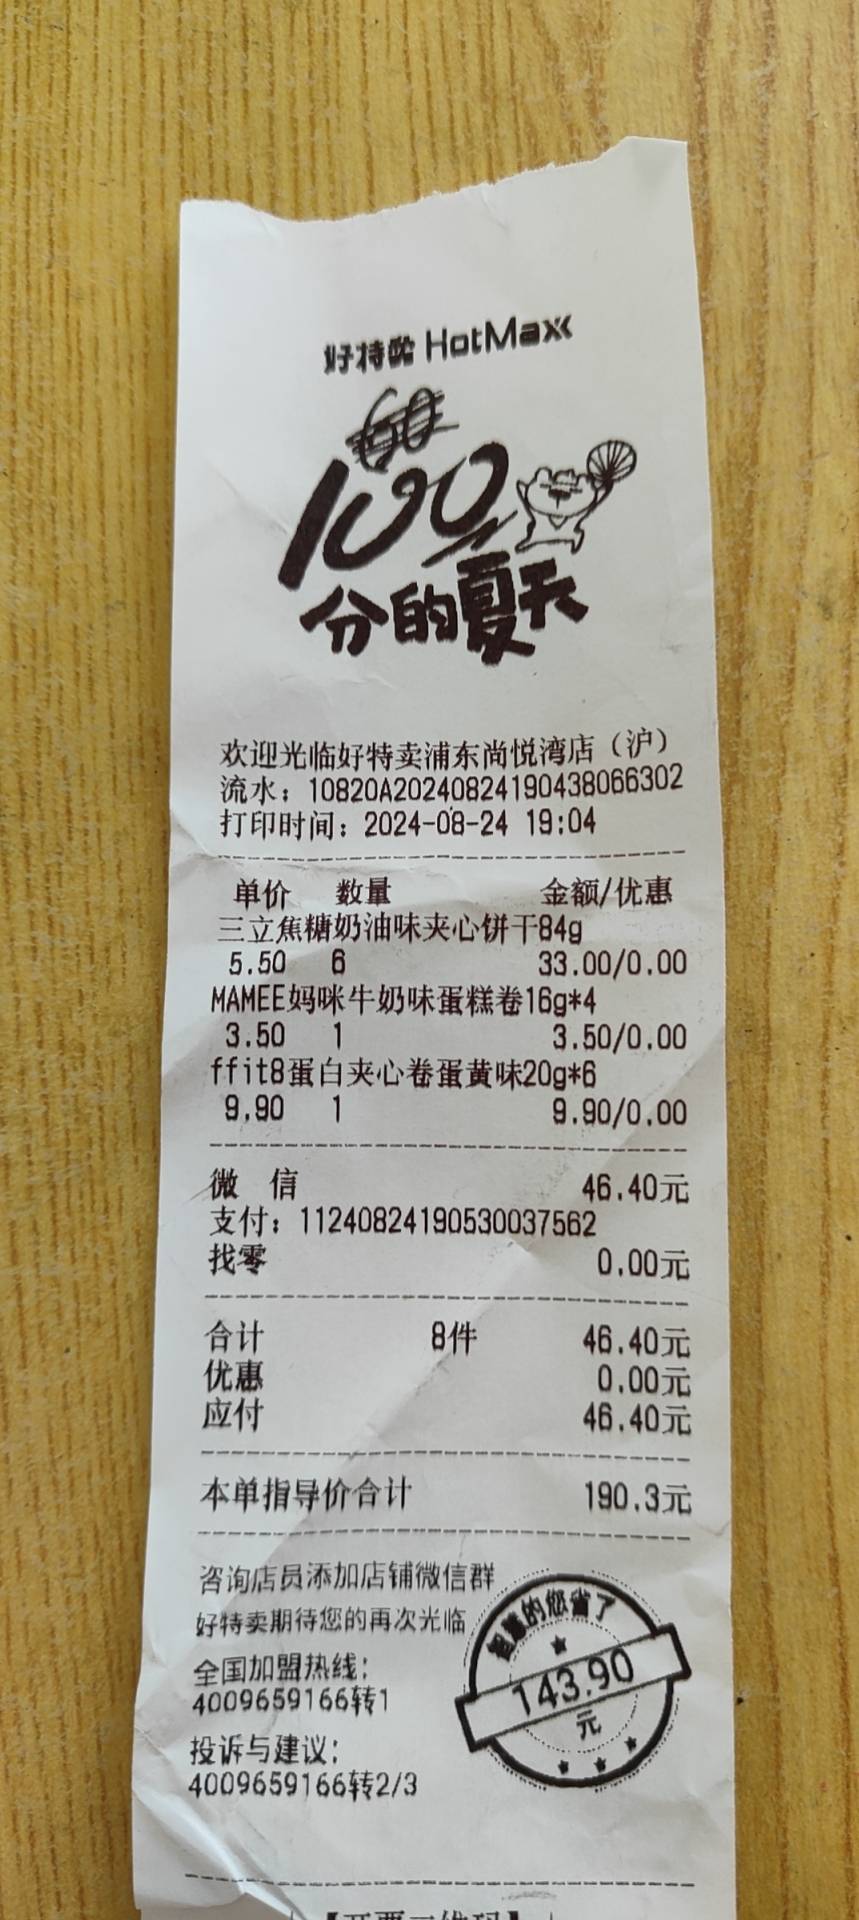 好特卖 HotMaxx
100
分的夏天
欢迎光临好特卖浦东尚悦湾店（沪）
流水：10820A20240824190438066302
打印时间：2024-08-24 19:04
单价 数量 金额/优惠
三立焦糖奶油味夹心饼干84g
5.50 6 33.00/0.00
MAMEE妈咪牛奶味蛋糕卷16g*4
3.50 1 3.50/0.00
ffit8蛋白夹心卷蛋黄味20g*6
9.90 1 9.90/0.00
微 信 46.40元
支付：11240824190530037562
找零 0.00元
合计 8件 46.40元
优惠 0.00元
应付 46.40元
本单指导价合计 190.3元
咨询店员添加店铺微信群
好特卖期待您的再次光临
全国加盟热线：
4009659166转1
投诉与建议：
4009659166转2/3
的您省了
143.90
元